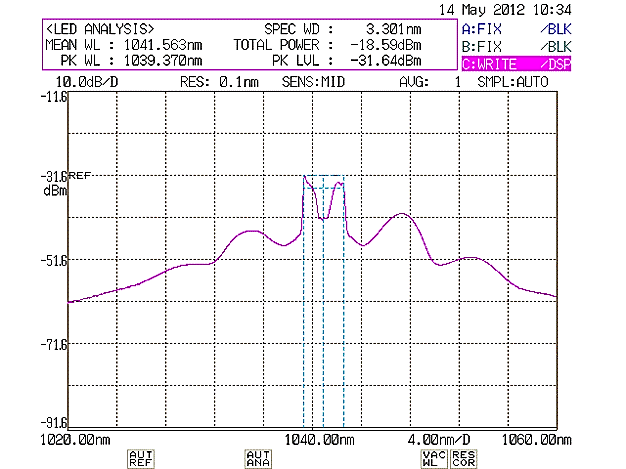 14 May 2012 10:34
<LED ANALYSIS> SPEC WD : 3.301nm A:FIX /BLK
MEAN WL : 1041.563nm TOTAL POWER : -18.59dBm B:FIX /BLK
PK WL : 1039.370nm PK LVL : -31.64dBm C:WRITE /DSP
10.0dB/D RES: 0.1nm SENS:MID AVG: 1 SMPL:AUTO
-11.6
-31.6 REF
dBm
-51.6
-71.6
-91.6
1020.00nm 1040.00nm 4.00nm/D 1060.00nm
AUT REF AUT ANA VAC WL RES COR